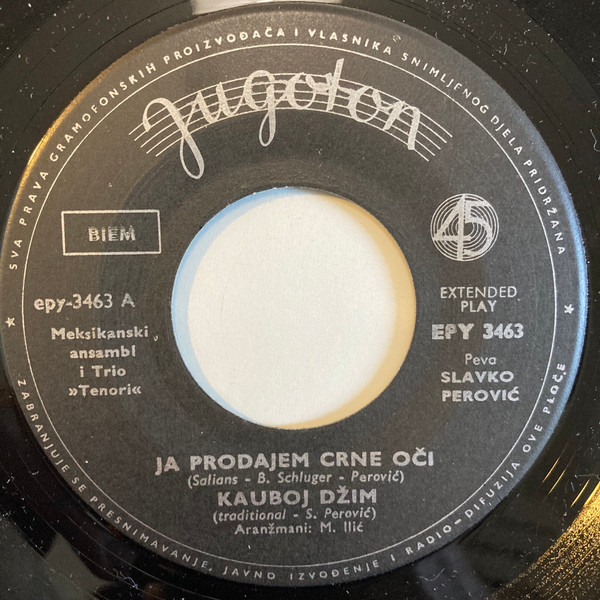 SVA PRAVA GRAMOFONSKIH PROIZVOĐAČA I VLASNIKA SNIMLJENOG DJELA PRIDRŽANA
Jugoton
BIEM
45
epy-3463 A
Meksikanski
ansambl
i Trio
»Tenori«
EXTENDED
PLAY
EPY 3463
Peva
SLAVKO
PEROVIĆ
JA PRODAJEM CRNE OČI
(Salians - B. Schluger - Perović)
KAUBOJ DŽIM
(traditional - S. Perović)
Aranžmani: M. Ilić
ZABRANJUJE SE PRESNIMAVANJE, JAVNO IZVOĐENJE I RADIO-DIFUZIJA OVE PLOČE